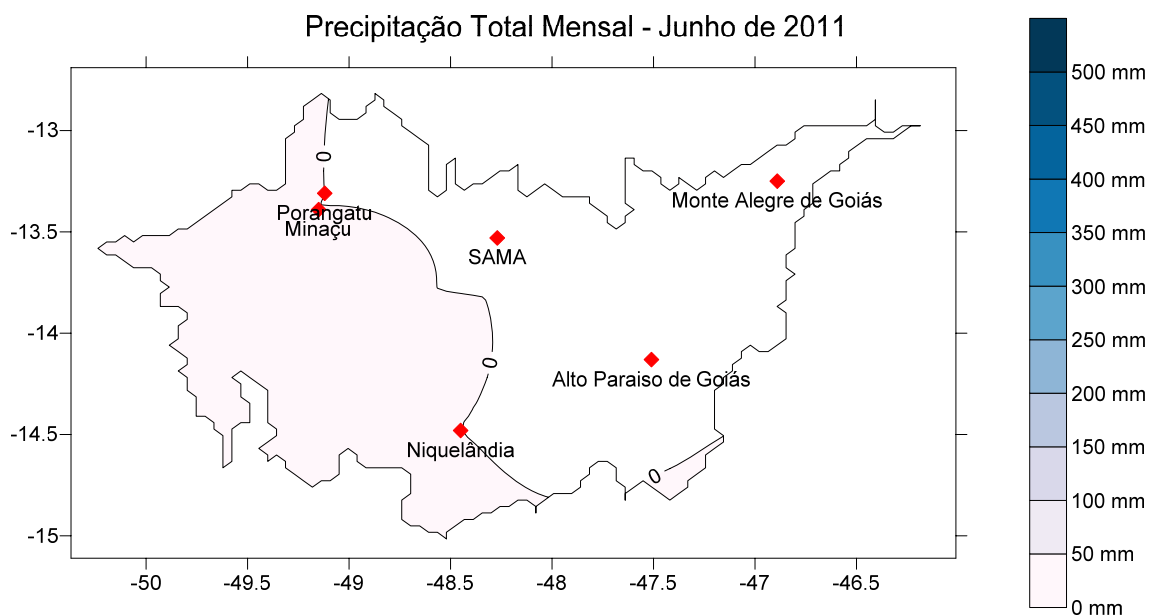 Precipitação Total Mensal - Junho de 2011
500 mm
450 mm
400 mm
350 mm
300 mm
250 mm
200 mm
150 mm
100 mm
50 mm
0 mm
-13
-13.5
-14
-14.5
-15
0
Porangatu
Minaçu
SAMA
Monte Alegre de Goiás
0
Alto Paraiso de Goiás
Niquelândia
0
-50
-49.5
-49
-48.5
-48
-47.5
-47
-46.5